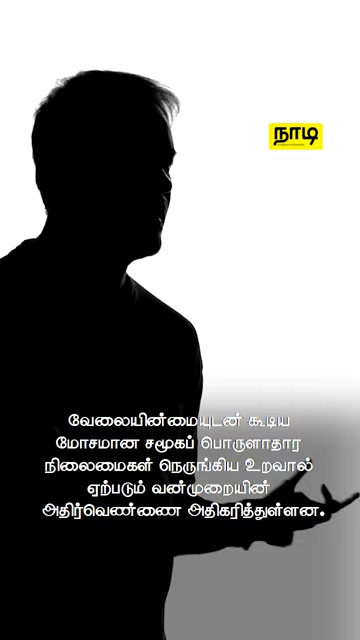 நாடி
வேலையின்மையுடன் கூடிய
மோசமான சமூகப் பொருளாதார
நிலைமைகள் நெருங்கிய உறவால்
ஏற்படும் வன்முறையின்
அதிர்வெண்ணை அதிகரித்துள்ளன.